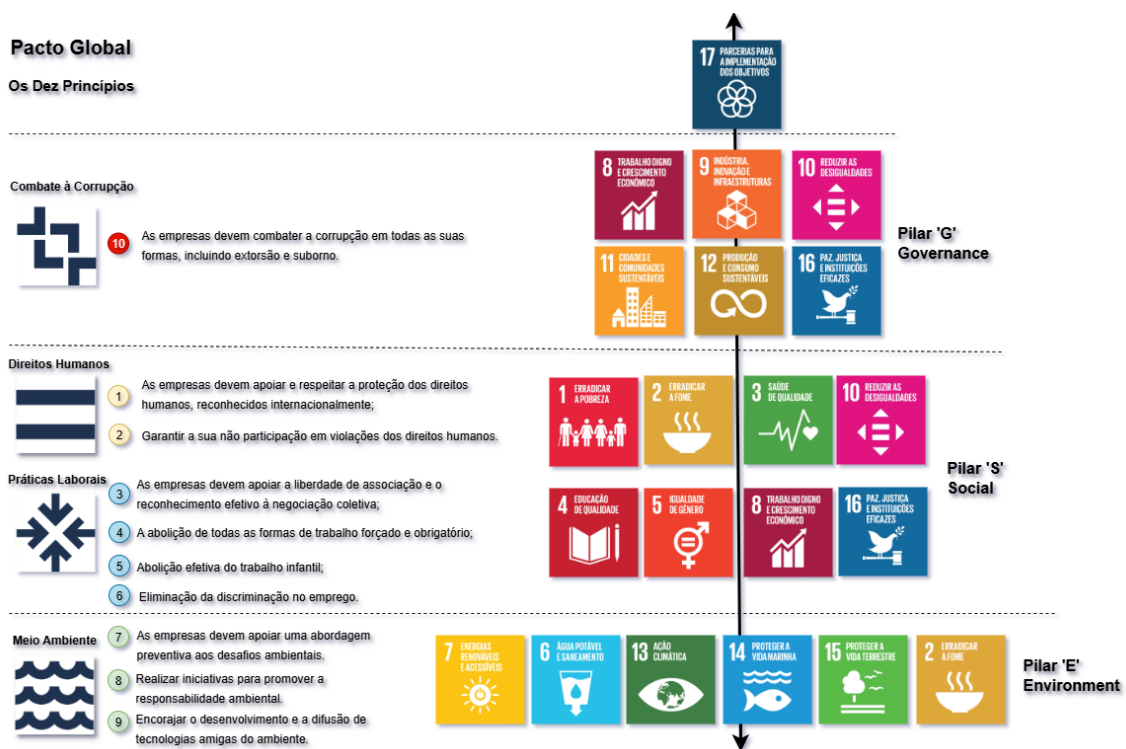 Pacto Global
Os Dez Princípios
17 PARCERIAS PARA
A IMPLEMENTAÇÃO
DOS OBJETIVOS
Combate à Corrupção
10 As empresas devem combater a corrupção em todas as suas
formas, incluindo extorsão e suborno.
8 TRABALHO DIGNO
E CRESCIMENTO
ECONÓMICO
9 INDÚSTRIA,
INOVAÇÃO E
INFRAESTRUTURAS
10 REDUZIR AS
DESIGUALDADES
11 CIDADES E
COMUNIDADES
SUSTENTÁVEIS
12 PRODUÇÃO
E CONSUMO
SUSTENTÁVEIS
16 PAZ, JUSTIÇA
E INSTITUIÇÕES
EFICAZES
Pilar 'G'
Governance
Direitos Humanos
1 As empresas devem apoiar e respeitar a proteção dos direitos
humanos, reconhecidos internacionalmente;
2 Garantir a sua não participação em violações dos direitos humanos.
Práticas Laborais
3 As empresas devem apoiar a liberdade de associação e o
reconhecimento efetivo à negociação coletiva;
4 A abolição de todas as formas de trabalho forçado e obrigatório;
5 Abolição efetiva do trabalho infantil;
6 Eliminação da discriminação no emprego.
1 ERRADICAR
A POBREZA
2 ERRADICAR
A FOME
3 SAÚDE
DE QUALIDADE
10 REDUZIR AS
DESIGUALDADES
4 EDUCAÇÃO
DE QUALIDADE
5 IGUALDADE
DE GÉNERO
8 TRABALHO DIGNO
E CRESCIMENTO
ECONÓMICO
16 PAZ, JUSTIÇA
E INSTITUIÇÕES
EFICAZES
Pilar 'S'
Social
Meio Ambiente
7 As empresas devem apoiar uma abordagem
preventiva aos desafios ambientais.
8 Realizar iniciativas para promover a
responsabilidade ambiental.
9 Encorajar o desenvolvimento e a difusão de
tecnologias amigas do ambiente.
7 ENERGIAS
RENOVÁVEIS
E ACESSÍVEIS
6 ÁGUA POTÁVEL
E SANEAMENTO
13 AÇÃO
CLIMÁTICA
14 PROTEGER A
VIDA MARINHA
15 PROTEGER A
VIDA TERRESTRE
2 ERRADICAR
A FOME
Pilar 'E'
Environment